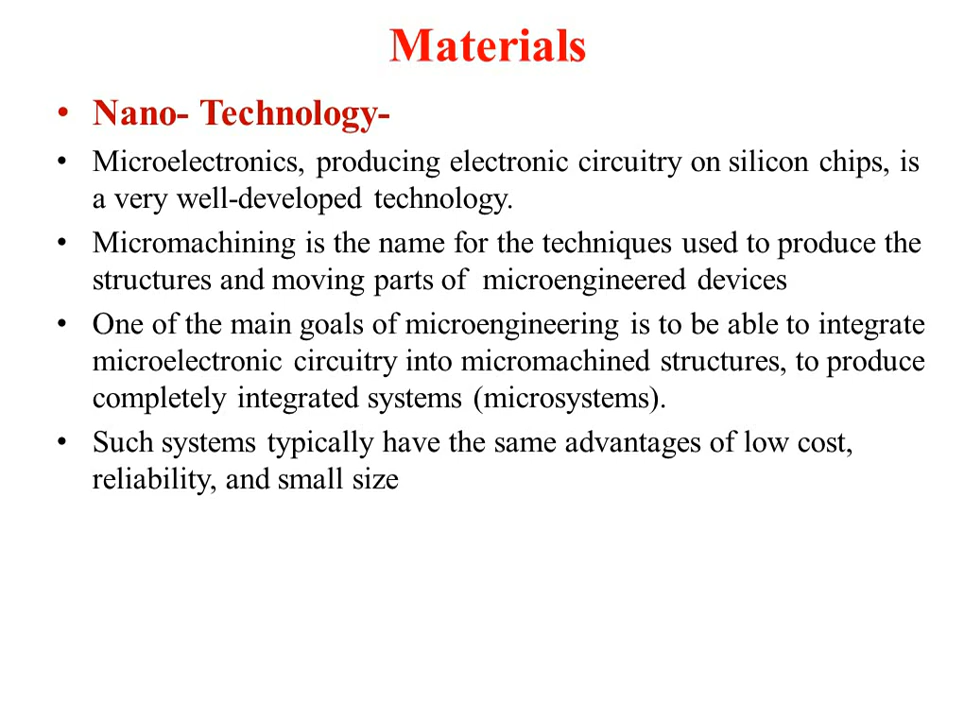 Materials
• Nano- Technology-
• Microelectronics, producing electronic circuitry on silicon chips, is
a very well-developed technology.
• Micromachining is the name for the techniques used to produce the
structures and moving parts of  microengineered devices
• One of the main goals of microengineering is to be able to integrate
microelectronic circuitry into micromachined structures, to produce
completely integrated systems (microsystems).
• Such systems typically have the same advantages of low cost,
reliability, and small size